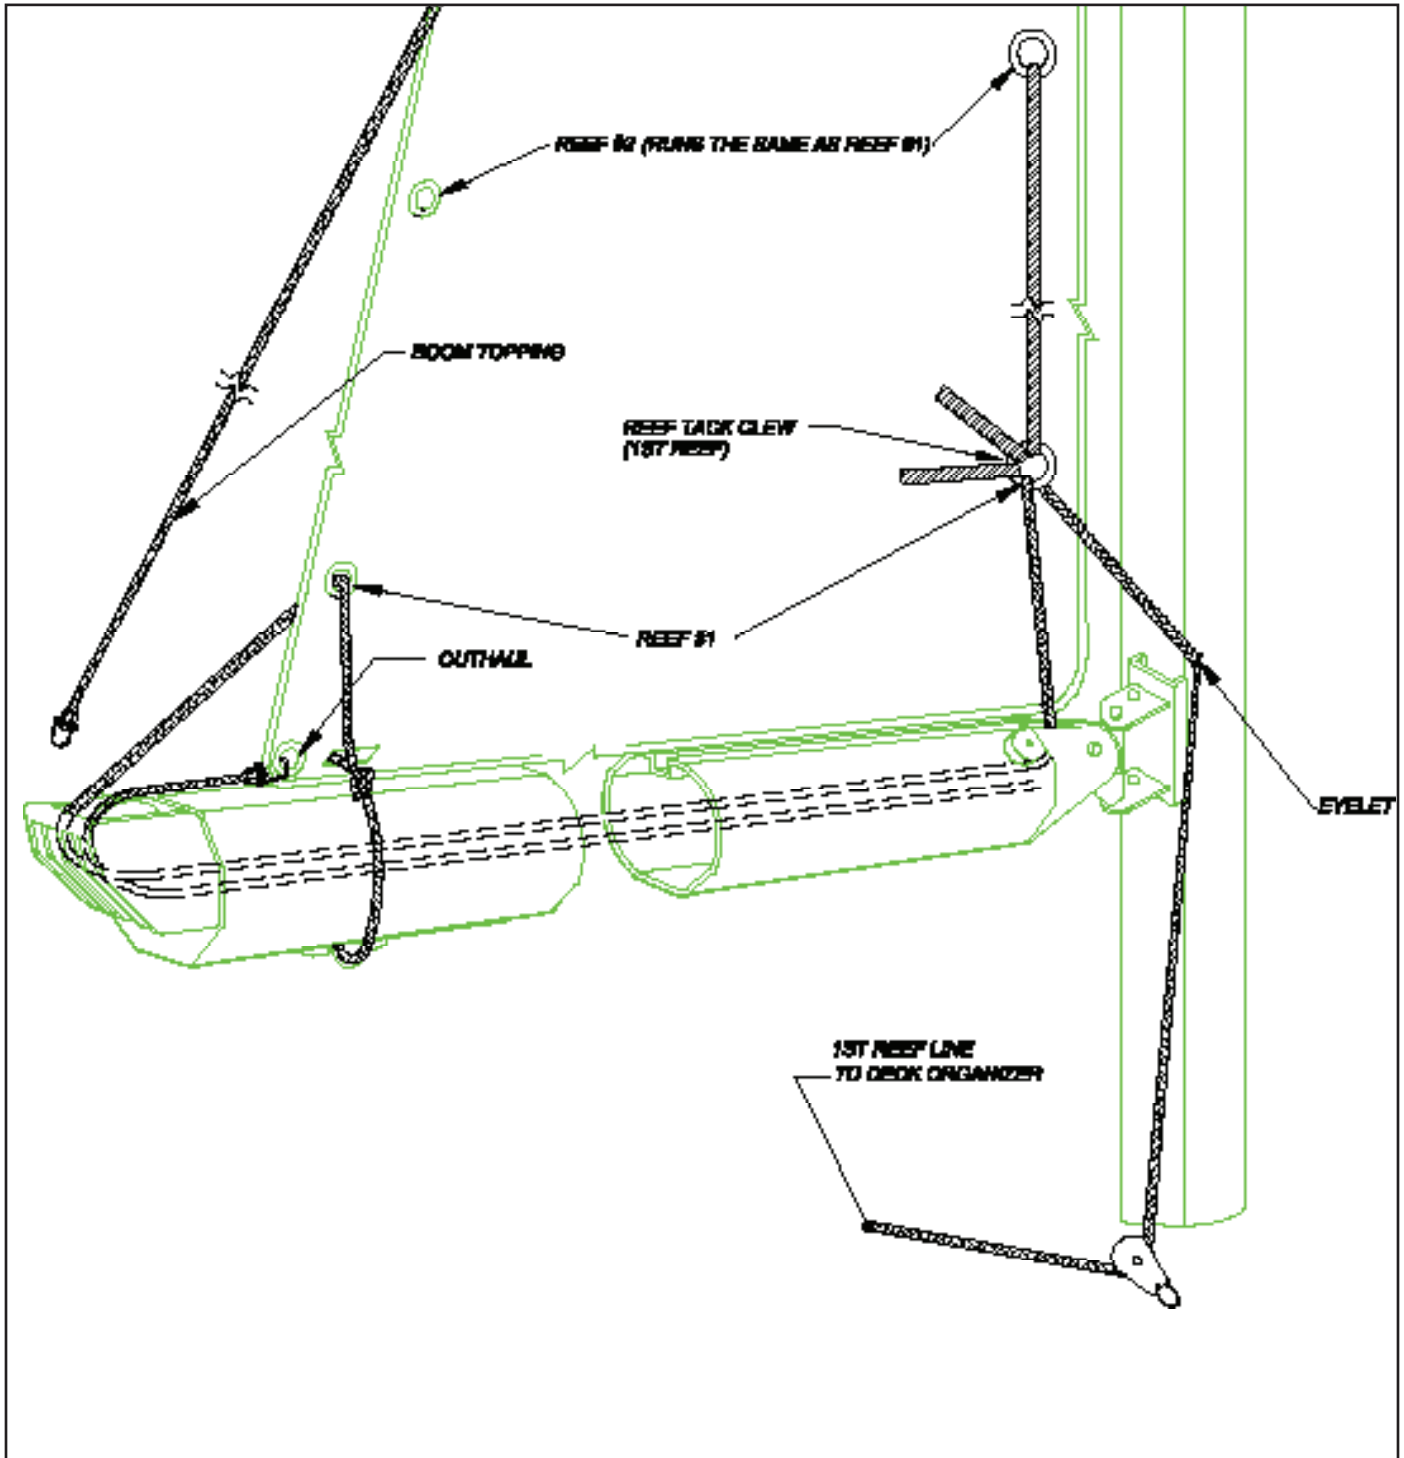 REEF #2 (RUNS THE SAME AS REEF #1)
BOOM TOPPING
REEF TACK CLEW
(1ST REEF)
REEF #1
OUTHAUL
EYELET
1ST REEF LINE
TO DECK ORGANIZER